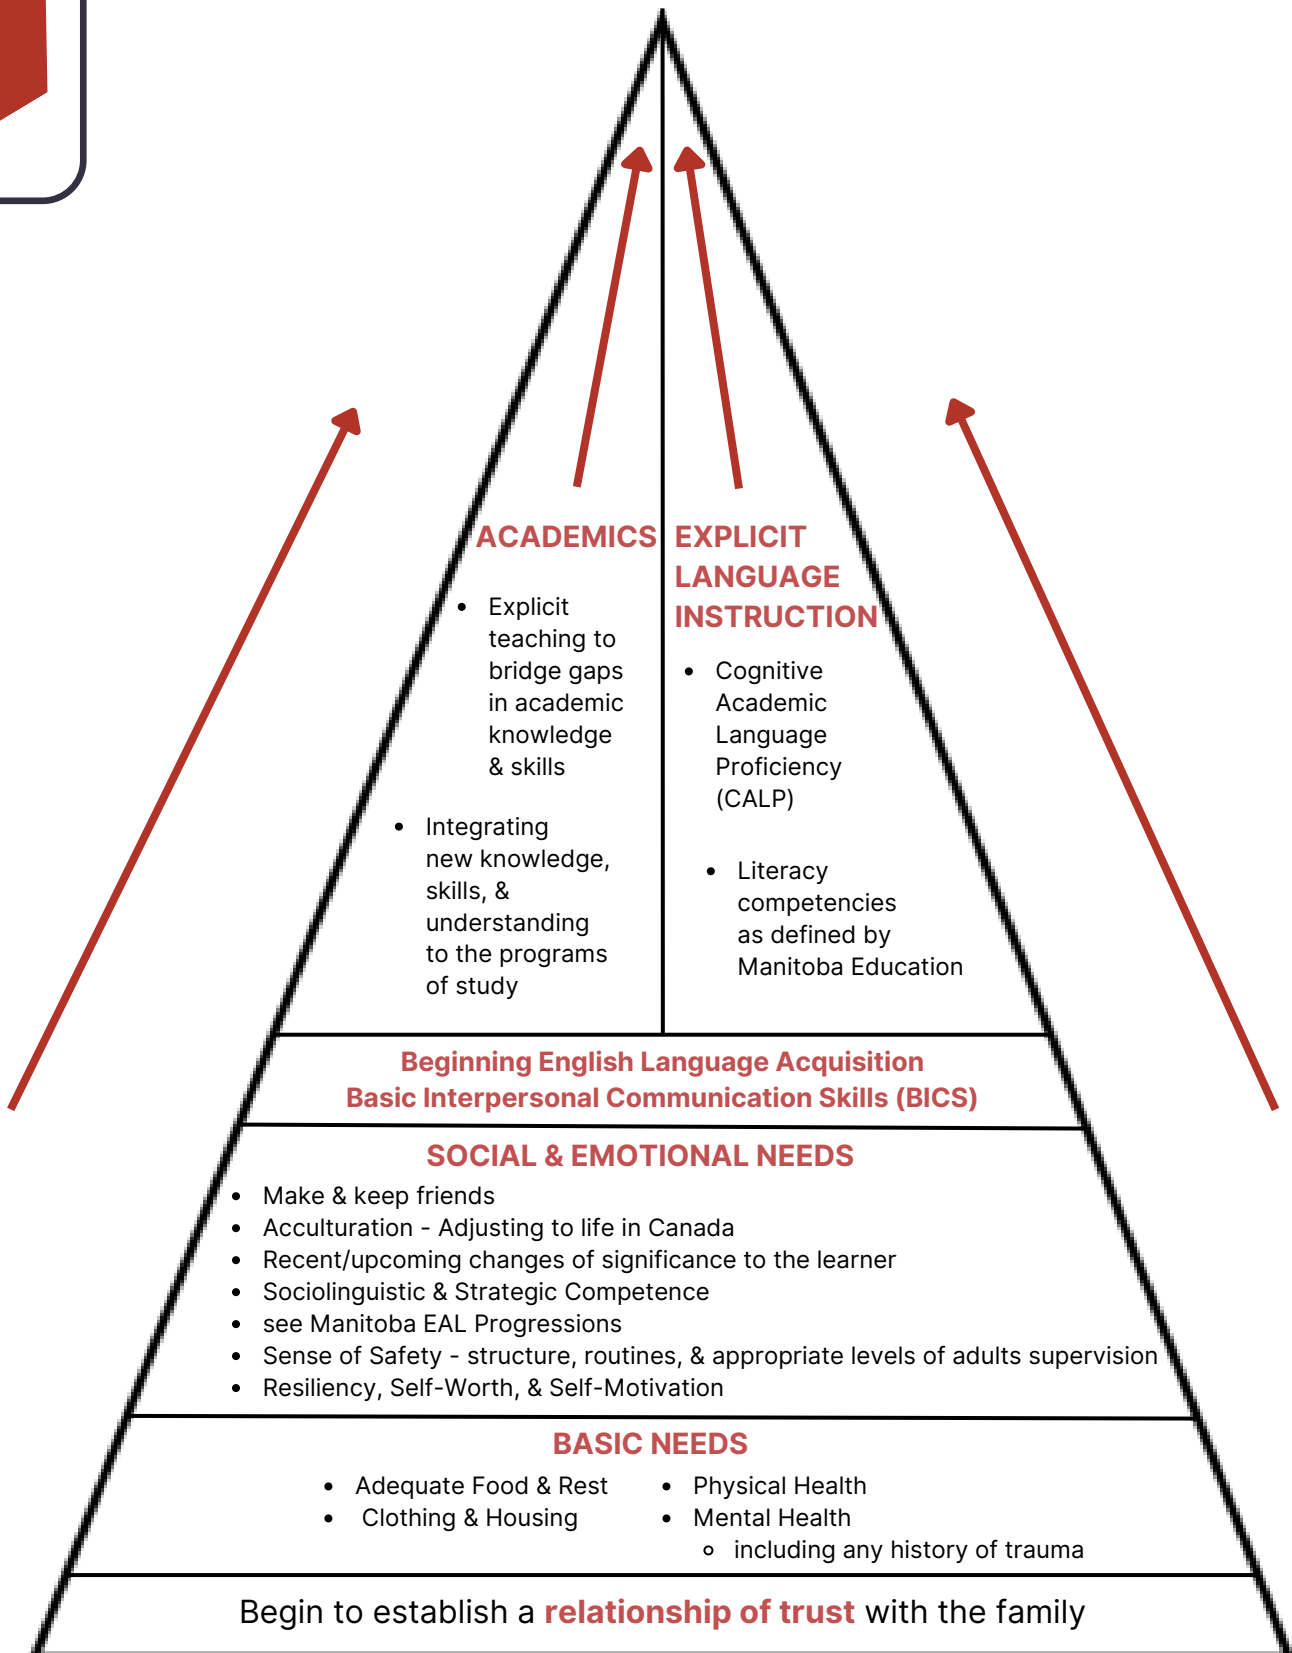 ACADEMICS
Explicit
teaching to
bridge gaps
in academic
knowledge
& skills
Integrating
new knowledge,
skills, &
understanding
to the programs
of study
EXPLICIT
LANGUAGE
INSTRUCTION
Cognitive
Academic
Language
Proficiency
(CALP)
Literacy
competencies
as defined by
Manitoba Education
Beginning English Language Acquisition
Basic Interpersonal Communication Skills (BICS)
SOCIAL & EMOTIONAL NEEDS
Make & keep friends
Acculturation - Adjusting to life in Canada
Recent/upcoming changes of significance to the learner
Sociolinguistic & Strategic Competence
see Manitoba EAL Progressions
Sense of Safety - structure, routines, & appropriate levels of adults supervision
Resiliency, Self-Worth, & Self-Motivation
BASIC NEEDS
Adequate Food & Rest
Clothing & Housing
Physical Health
Mental Health
including any history of trauma
Begin to establish a relationship of trust with the family